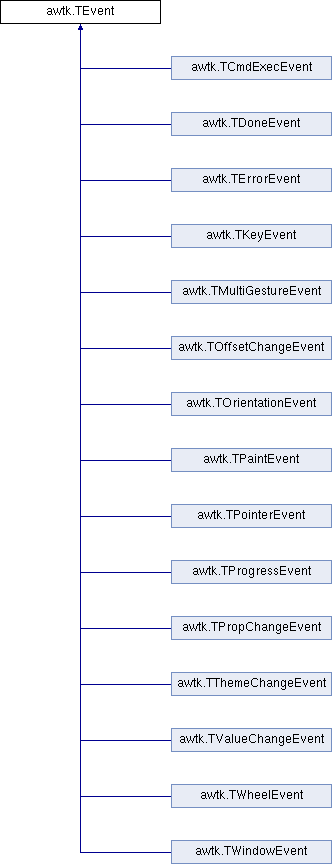 awtk.TEvent
awtk.TCmdExecEvent
awtk.TDoneEvent
awtk.TErrorEvent
awtk.TKeyEvent
awtk.TMultiGestureEvent
awtk.TOffsetChangeEvent
awtk.TOrientationEvent
awtk.TPaintEvent
awtk.TPointerEvent
awtk.TProgressEvent
awtk.TPropChangeEvent
awtk.TThemeChangeEvent
awtk.TValueChangeEvent
awtk.TWheelEvent
awtk.TWindowEvent